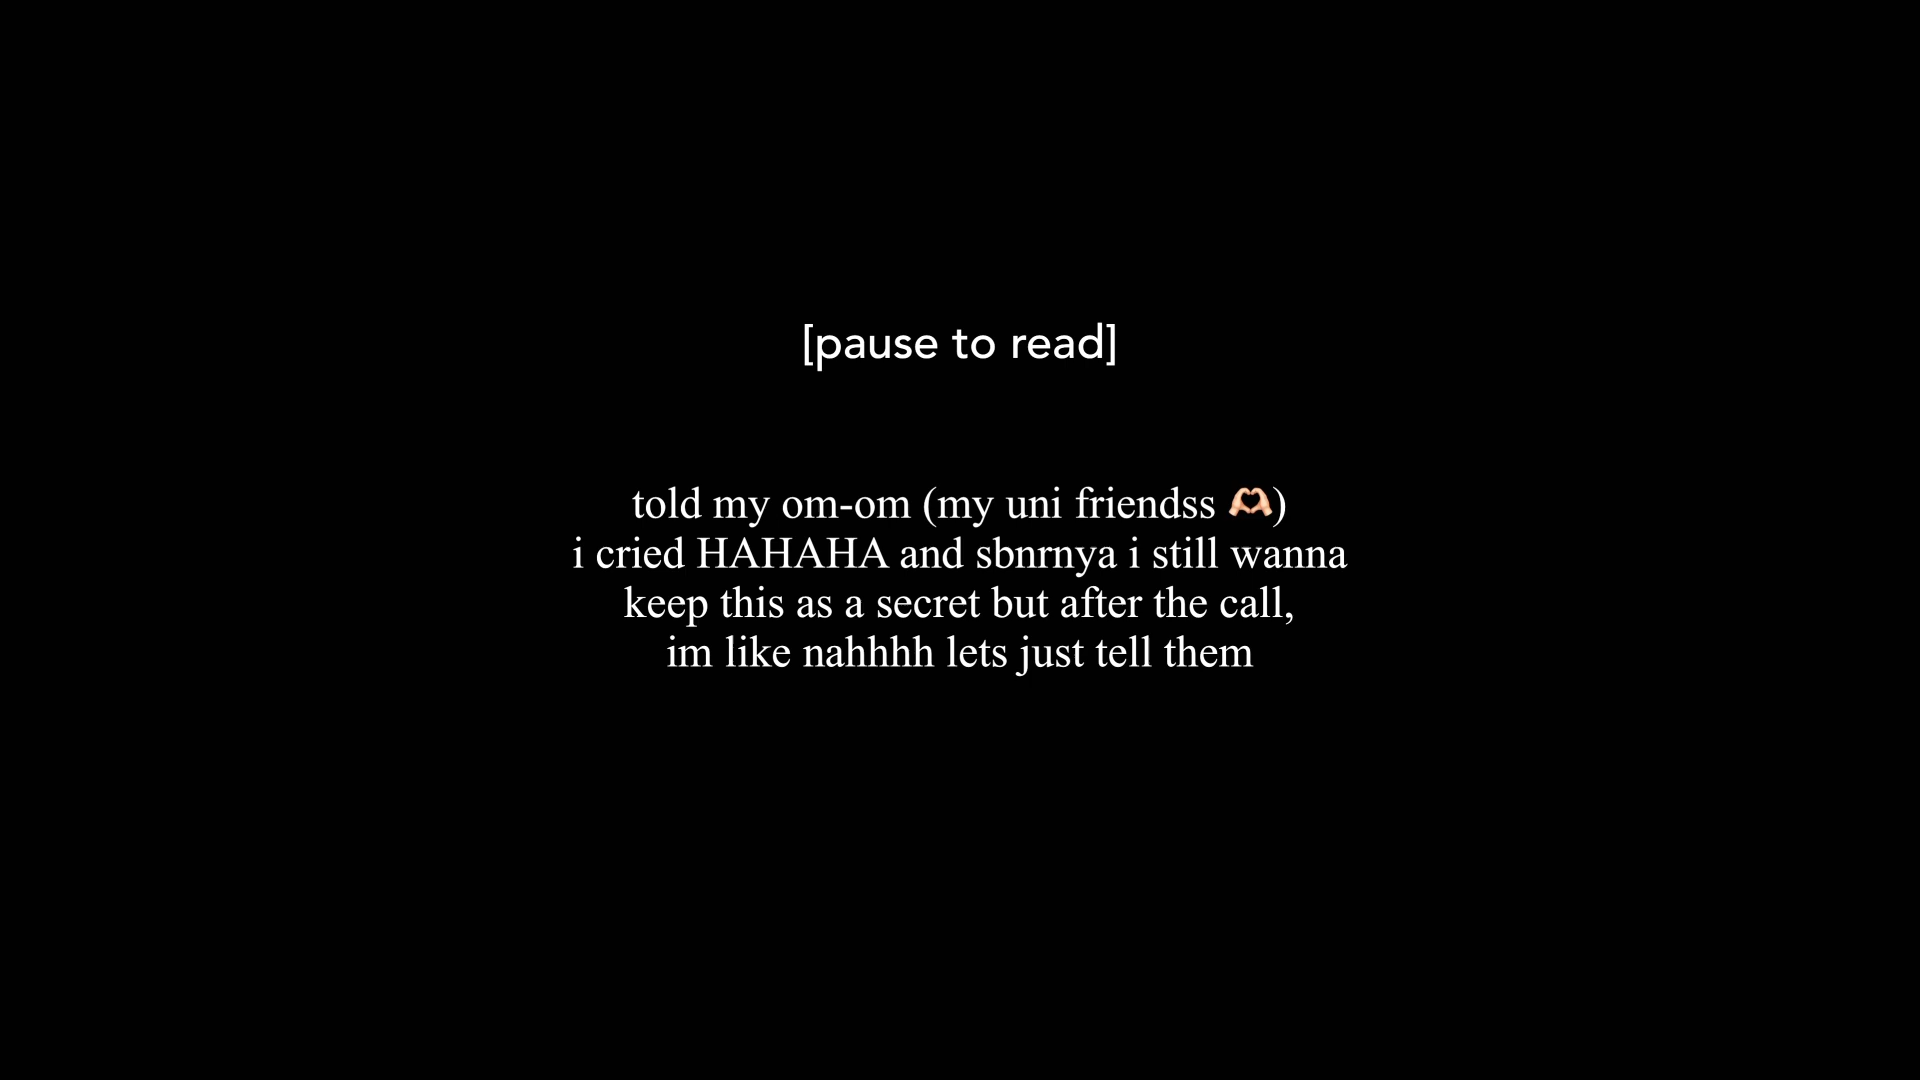 [pause to read]
told my om-om (my uni friendss 🫶🏻)
i cried HAHAHA and sbnrnya i still wanna
keep this as a secret but after the call,
im like nahhhh lets just tell them